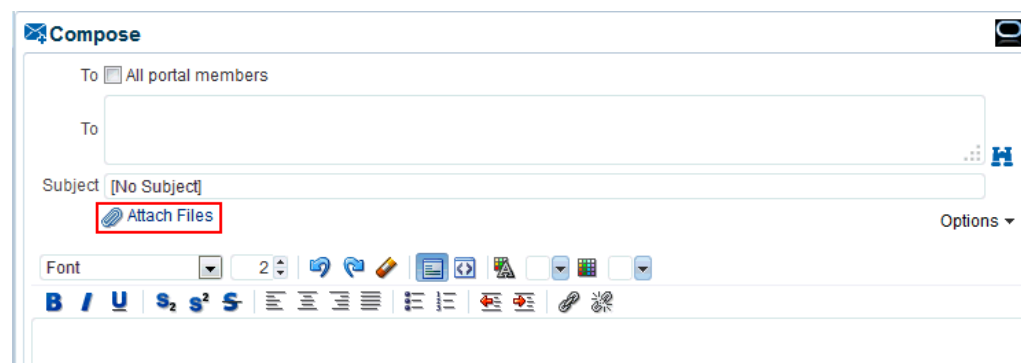 Compose
To All portal members
To
Subject [No Subject]
Attach Files
Options
Font 2
B I U S₂ S² S